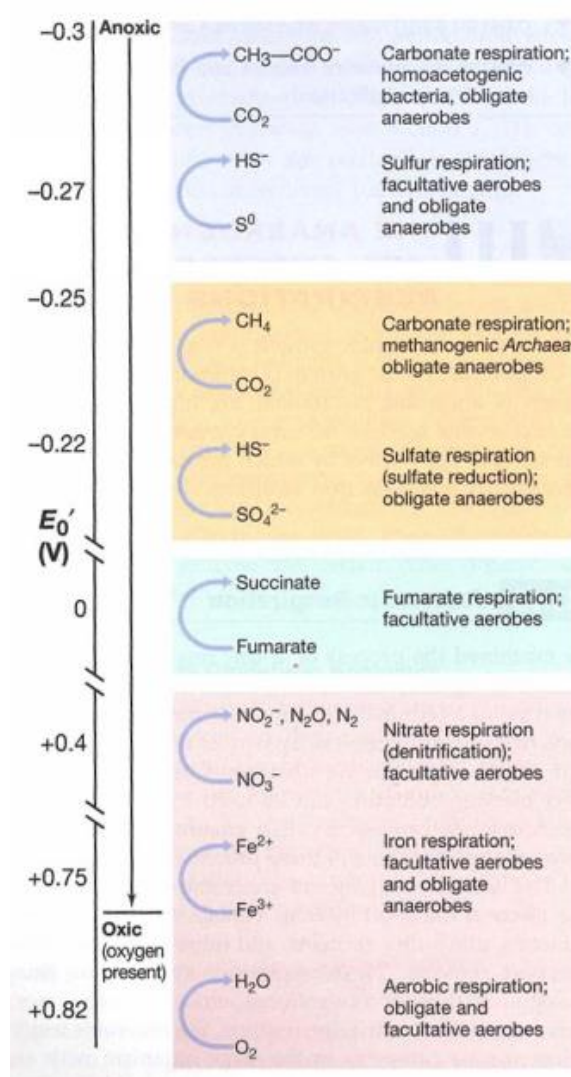 -0.3
Anoxic
CH3—COO⁻
CO₂
Carbonate respiration;
homoacetogenic
bacteria, obligate
anaerobes
-0.27
HS⁻
S⁰
Sulfur respiration;
facultative aerobes
and obligate
anaerobes
-0.25
CH₄
CO₂
Carbonate respiration;
methanogenic Archaea
obligate anaerobes
-0.22
HS⁻
SO₄²⁻
Sulfate respiration
(sulfate reduction);
obligate anaerobes
E₀′
(V)
0
Succinate
Fumarate
Fumarate respiration;
facultative aerobes
+0.4
NO₂⁻, N₂O, N₂
NO₃⁻
Nitrate respiration
(denitrification);
facultative aerobes
+0.75
Fe²⁺
Fe³⁺
Iron respiration;
facultative aerobes
and obligate
anaerobes
Oxic
(oxygen
present)
+0.82
H₂O
O₂
Aerobic respiration;
obligate and
facultative aerobes